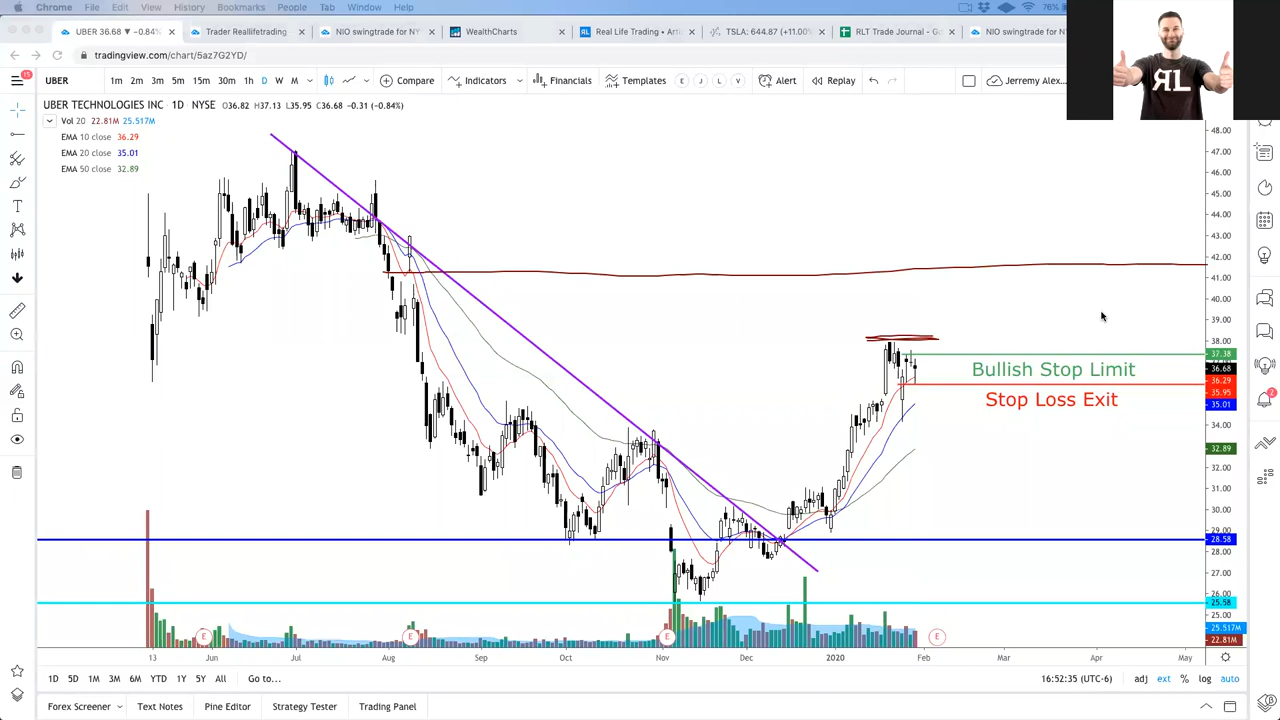 Chrome File Edit View History Bookmarks People Tab Window Help 76%
UBER 36.68 ▼ −0.84% × Trader Reallifetrading × NIO swingtrade for NY × WealthCharts × Real Life Trading • Arti × TSLA: 644.87 (+11.00% × RLT Trade Journal - Go × NIO swingtrade for N
tradingview.com/chart/5az7G2YD/
15 UBER 1m 2m 3m 5m 15m 30m 1h D W M Compare Indicators Financials Templates E J L V Alert Replay Jerremy Alex...
RL
UBER TECHNOLOGIES INC 1D NYSE O36.82 H37.13 L35.95 C36.68 −0.31 (−0.84%)
Vol 20 22.81M 25.517M
EMA 10 close 36.29
EMA 20 close 35.01
EMA 50 close 32.89
48.00
47.00
46.00
45.00
44.00
43.00
42.00
41.00
40.00
39.00
38.00
37.38
Bullish Stop Limit 36.68
36.29
35.95
Stop Loss Exit 35.01
2
34.00
32.89
32.00
31.00
30.00
29.00
28.58
28.00
27.00
26.00
25.58
25.00
25.517M
22.81M
E E E E
13 Jun Jul Aug Sep Oct Nov Dec 2020 Feb Mar Apr May
1D 5D 1M 3M 6M YTD 1Y 5Y All Go to... 16:52:35 (UTC-6) adj ext % log auto
Forex Screener Text Notes Pine Editor Strategy Tester Trading Panel